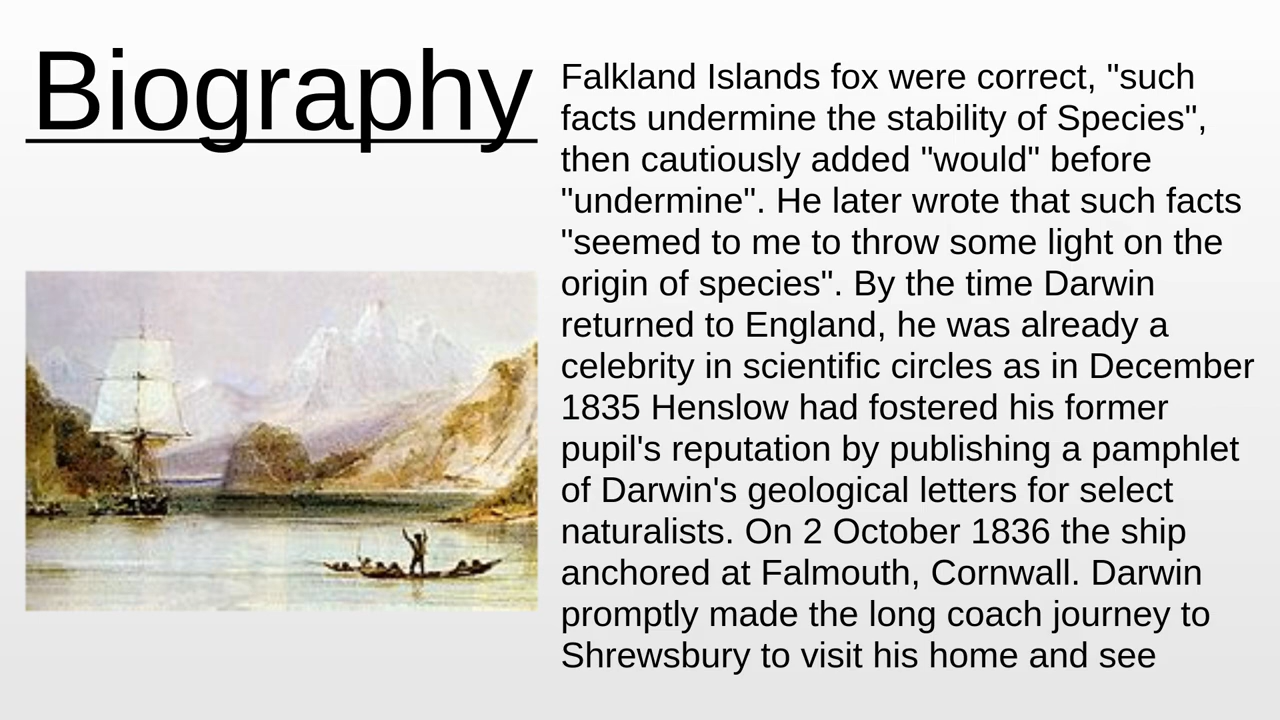 Biography
Falkland Islands fox were correct, "such
facts undermine the stability of Species",
then cautiously added "would" before
"undermine". He later wrote that such facts
"seemed to me to throw some light on the
origin of species". By the time Darwin
returned to England, he was already a
celebrity in scientific circles as in December
1835 Henslow had fostered his former
pupil's reputation by publishing a pamphlet
of Darwin's geological letters for select
naturalists. On 2 October 1836 the ship
anchored at Falmouth, Cornwall. Darwin
promptly made the long coach journey to
Shrewsbury to visit his home and see